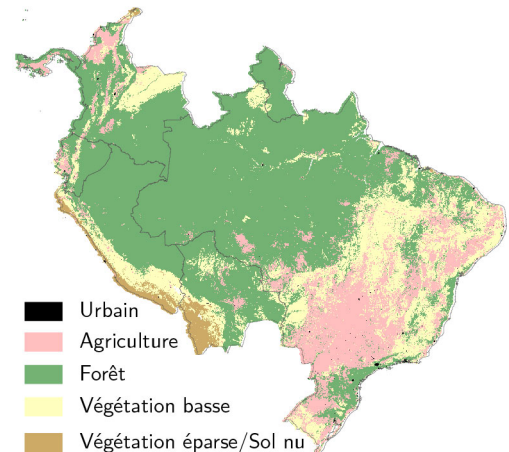 Urbain
Agriculture
Forêt
Végétation basse
Végétation éparse/Sol nu